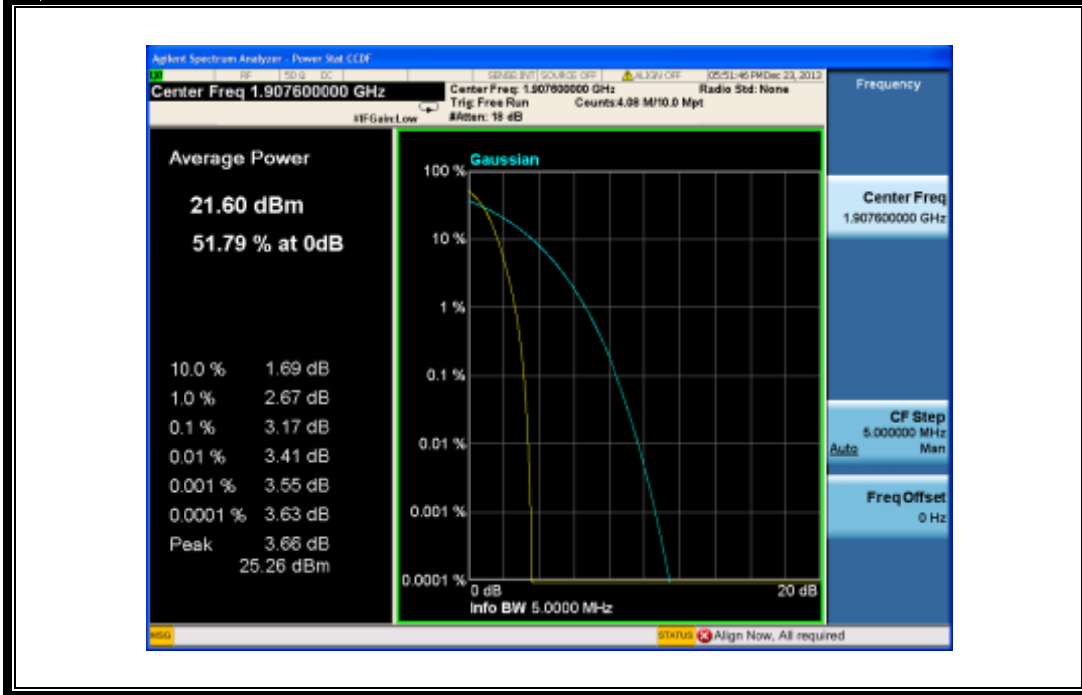 Agilent Spectrum Analyzer - Power Stat CCDF
RF 50 Ω DC SENSE:INT SOURCE OFF ALIGN OFF 05:51:46 PM Dec 23, 2013
Center Freq 1.907600000 GHz
Center Freq: 1.907600000 GHz Radio Std: None
Trig: Free Run Counts:4.08 M/10.0 Mpt
#IFGain:Low #Atten: 18 dB
Frequency
Average Power
21.60 dBm
51.79 % at 0dB
10.0 % 1.69 dB
1.0 % 2.67 dB
0.1 % 3.17 dB
0.01 % 3.41 dB
0.001 % 3.55 dB
0.0001 % 3.63 dB
Peak 3.66 dB
25.26 dBm
Gaussian
100 %
10 %
1 %
0.1 %
0.01 %
0.001 %
0.0001 %
0 dB 20 dB
Info BW 5.0000 MHz
Center Freq
1.907600000 GHz
CF Step
5.000000 MHz
Auto Man
Freq Offset
0 Hz
MSG STATUS Align Now, All required